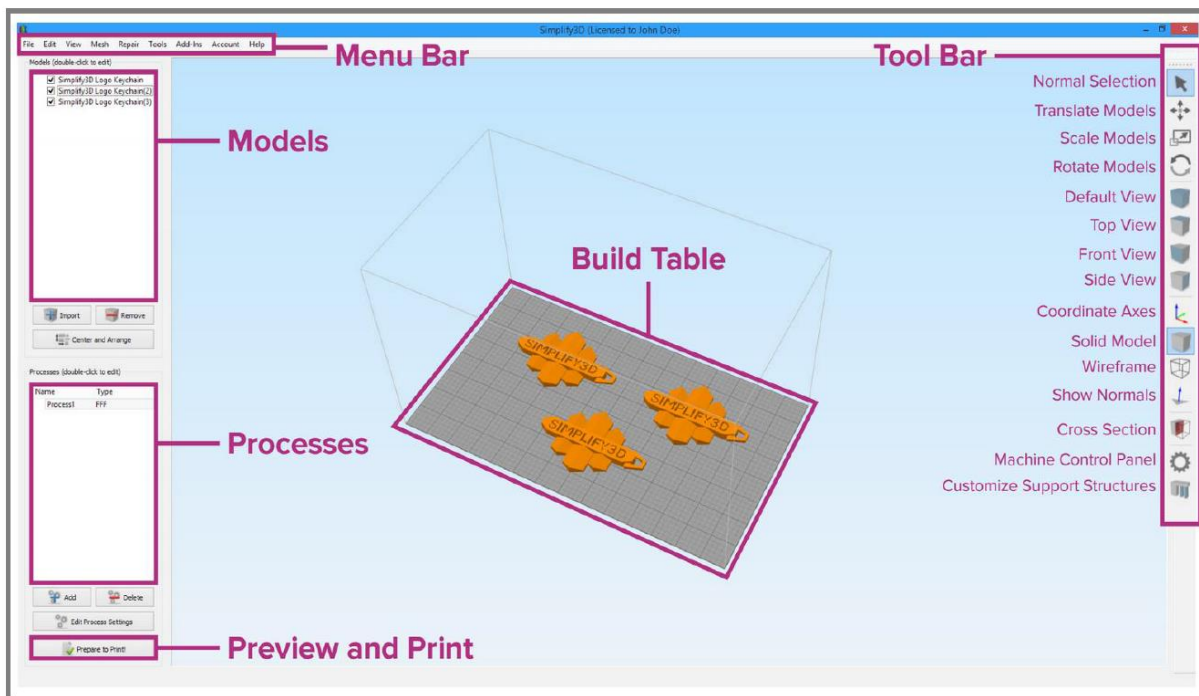 Simplify3D (Licensed to John Doe)
File Edit View Mesh Repair Tools Add-Ins Account Help
Menu Bar
Tool Bar
Models (double-click to edit)
Simplify3D Logo Keychain
Simplify3D Logo Keychain(2)
Simplify3D Logo Keychain(3)
Models
Import Remove
Center and Arrange
Processes (double-click to edit)
Name Type
Process1 FFF
Processes
Add Delete
Edit Process Settings
Prepare to Print!
Preview and Print
Build Table
SIMPLIFY3D
SIMPLIFY3D
SIMPLIFY3D
Normal Selection
Translate Models
Scale Models
Rotate Models
Default View
Top View
Front View
Side View
Coordinate Axes
Solid Model
Wireframe
Show Normals
Cross Section
Machine Control Panel
Customize Support Structures